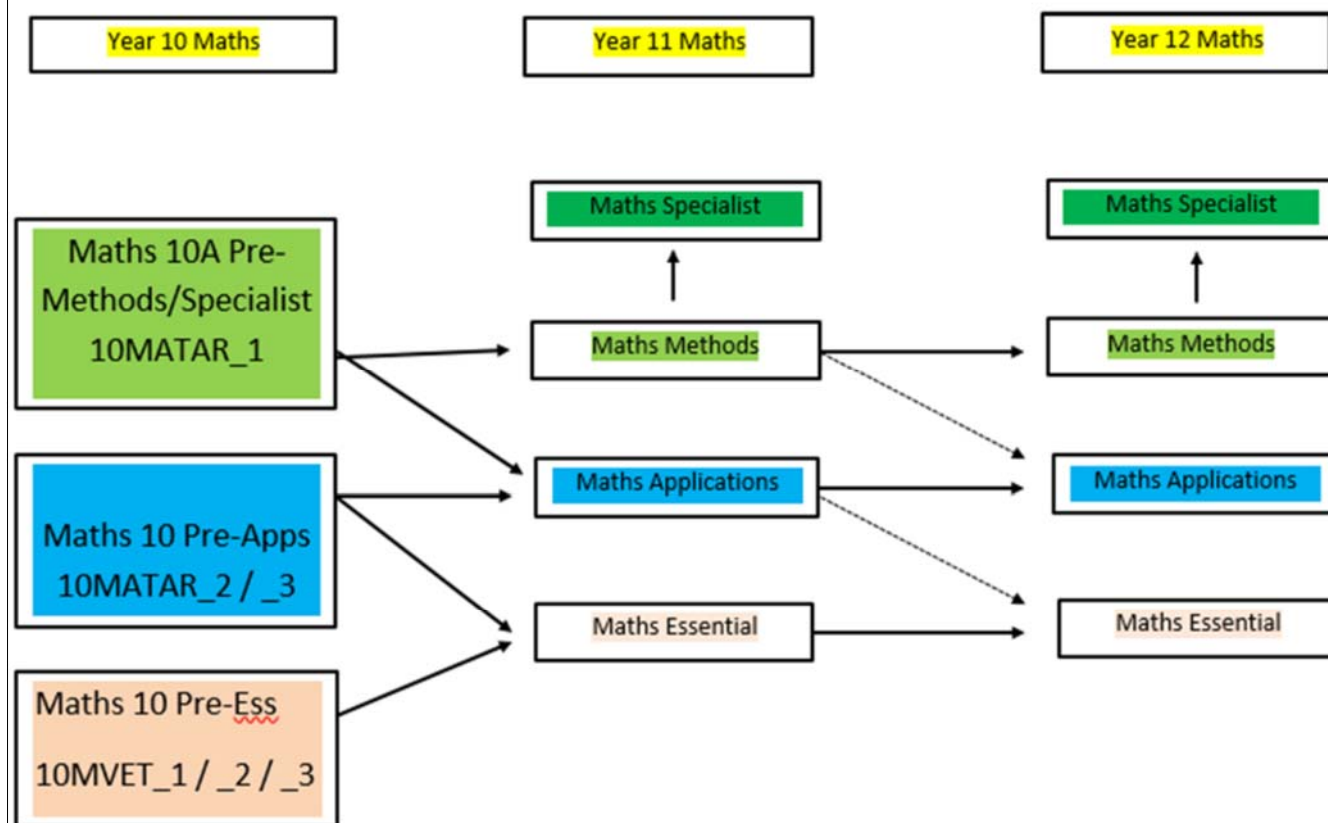 Year 10 Maths
Year 11 Maths
Year 12 Maths
Maths Specialist
Maths Specialist
Maths 10A Pre-
Methods/Specialist
10MATAR_1
Maths Methods
Maths Methods
Maths 10 Pre-Apps
10MATAR_2 / _3
Maths Applications
Maths Applications
Maths Essential
Maths Essential
Maths 10 Pre-Ess
10MVET_1 / _2 / _3